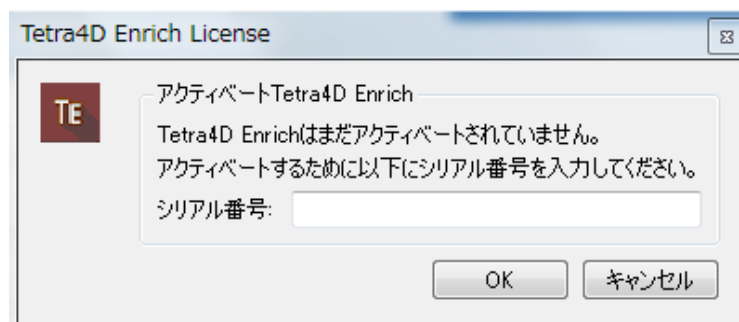 Tetra4D Enrich License
TE
アクティベートTetra4D Enrich
Tetra4D Enrichはまだアクティベートされていません。
アクティベートするために以下にシリアル番号を入力してください。
シリアル番号:
OK
キャンセル